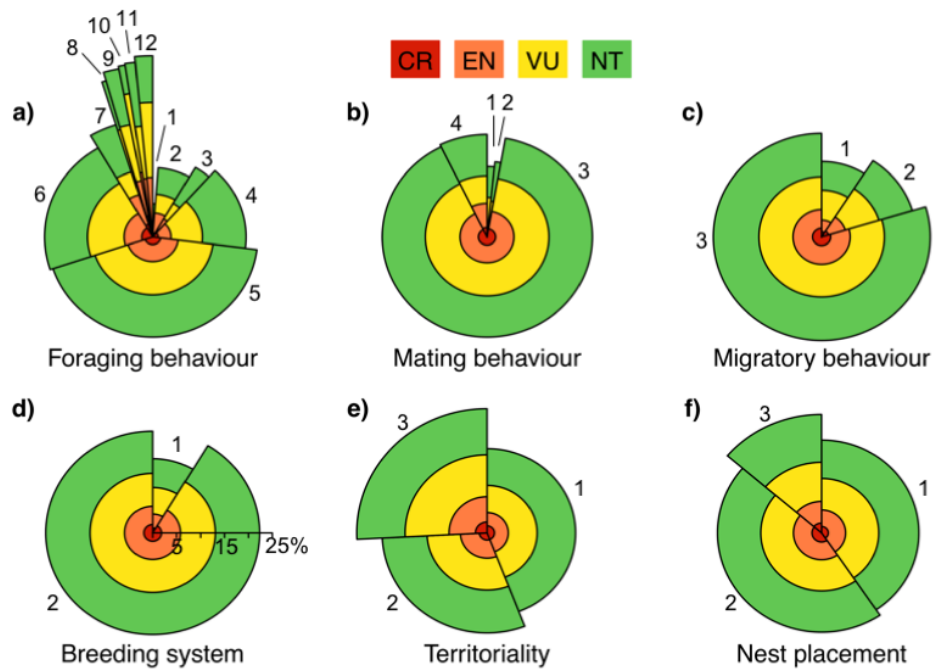 CR EN VU NT
a)
1
2
3
4
5
6
7
8
9
10
11
12
Foraging behaviour
b)
1
2
3
4
Mating behaviour
c)
1
2
3
Migratory behaviour
d)
1
2
5 15 25%
Breeding system
e)
1
2
3
Territoriality
f)
1
2
3
Nest placement